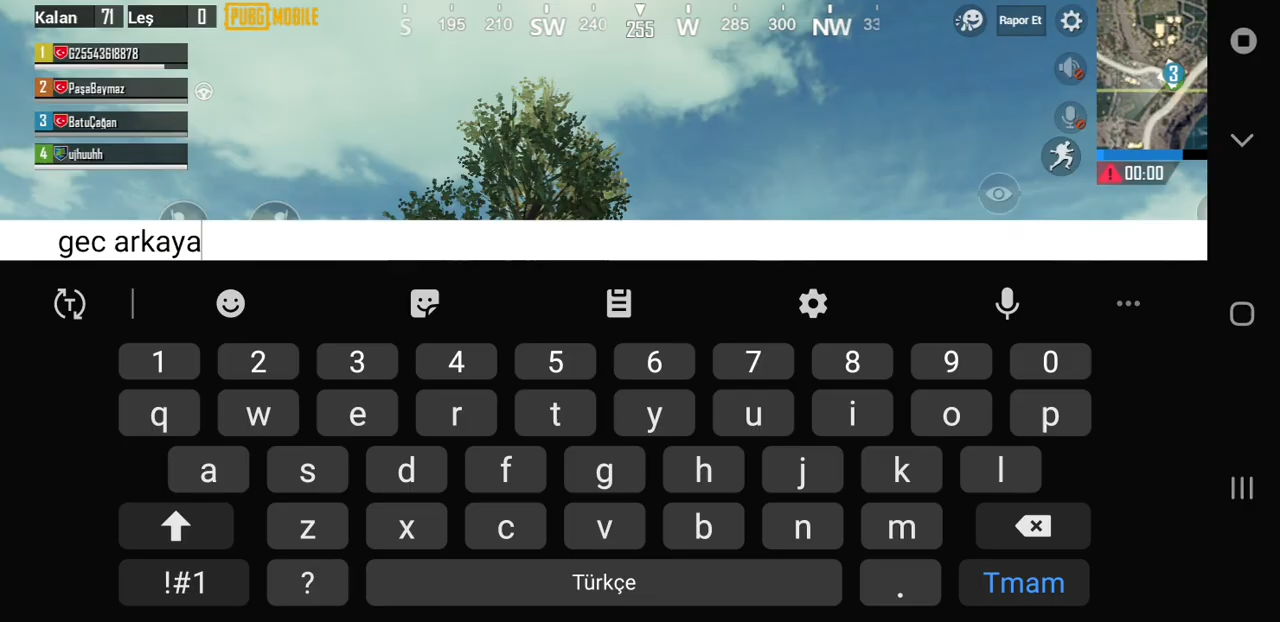 Kalan 71 Leş 0 PUBG MOBILE
S 195 210 SW 240 255 W 285 300 NW 33
Rapor Et
1 G25543618878
2 PaşaBaymaz
3 BatuÇağan
4 ujhuuhh
3
! 00:00
gec arkaya
T
1 2 3 4 5 6 7 8 9 0
q w e r t y u i o p
a s d f g h j k l
z x c v b n m
!#1 ? Türkçe . Tmam